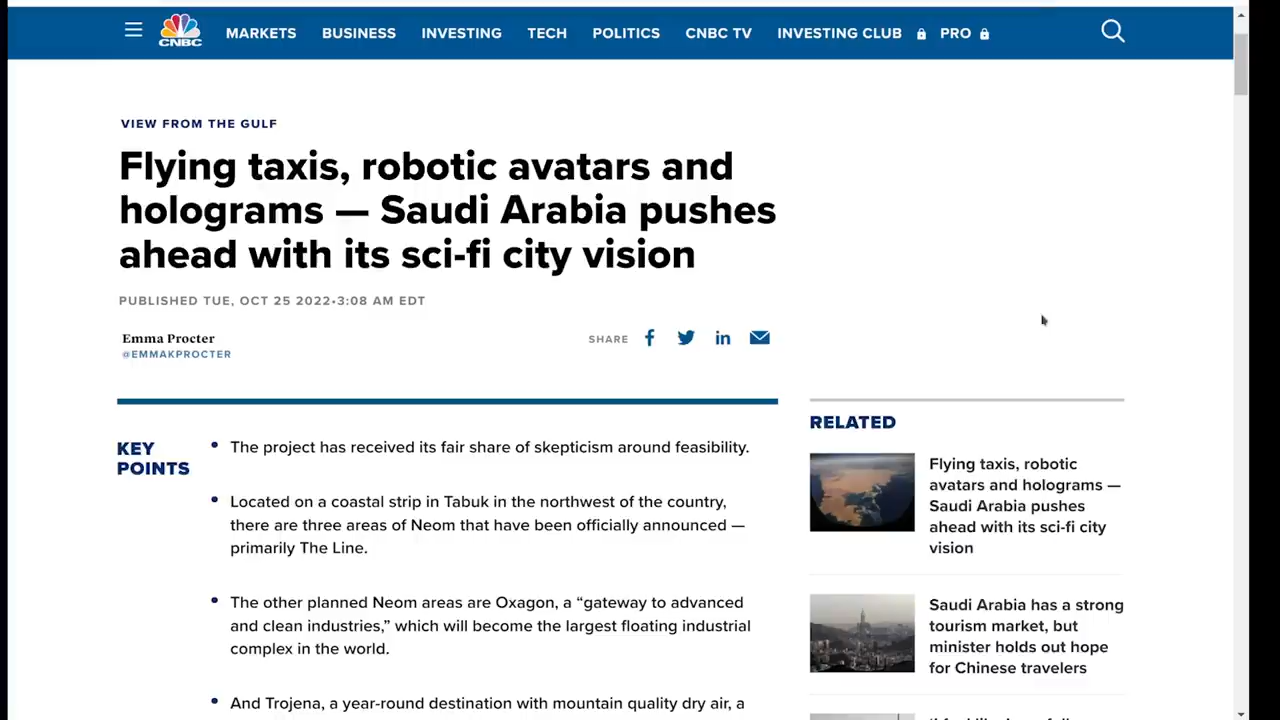 CNBC
MARKETS BUSINESS INVESTING TECH POLITICS CNBC TV INVESTING CLUB PRO
VIEW FROM THE GULF
Flying taxis, robotic avatars and
holograms — Saudi Arabia pushes
ahead with its sci-fi city vision
PUBLISHED TUE, OCT 25 2022•3:08 AM EDT
Emma Procter
@EMMAKPROCTER
SHARE
KEY
POINTS
The project has received its fair share of skepticism around feasibility.
Located on a coastal strip in Tabuk in the northwest of the country,
there are three areas of Neom that have been officially announced —
primarily The Line.
The other planned Neom areas are Oxagon, a “gateway to advanced
and clean industries,” which will become the largest floating industrial
complex in the world.
And Trojena, a year-round destination with mountain quality dry air, a
RELATED
Flying taxis, robotic
avatars and holograms —
Saudi Arabia pushes
ahead with its sci-fi city
vision
Saudi Arabia has a strong
tourism market, but
minister holds out hope
for Chinese travelers